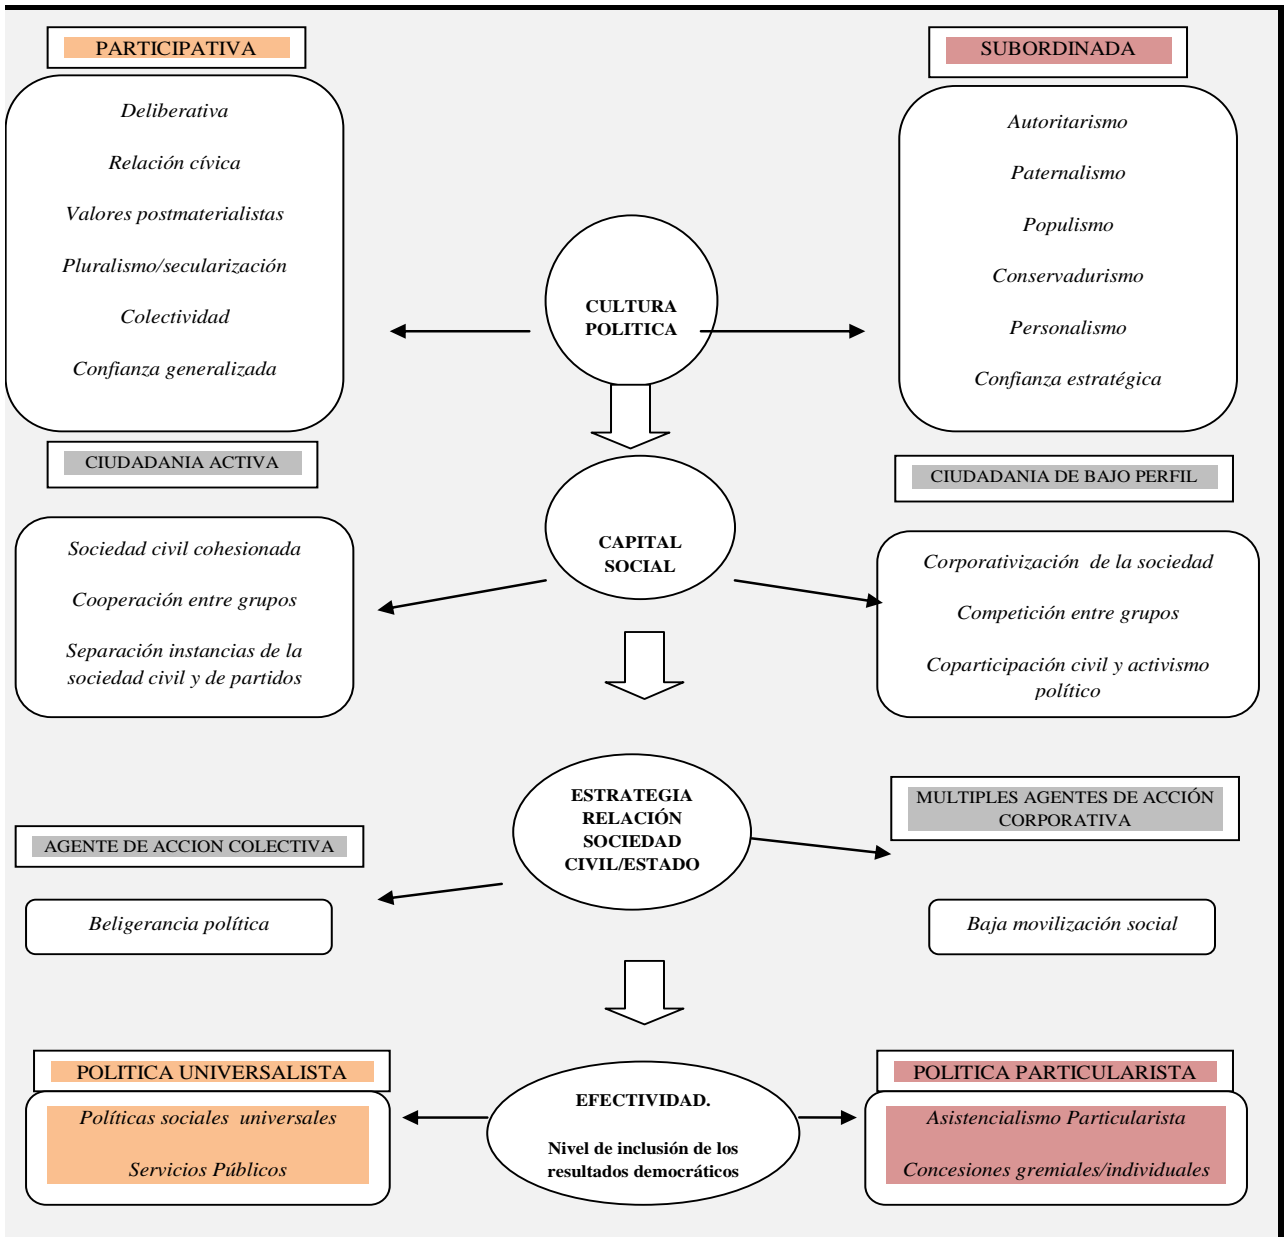 PARTICIPATIVA
Deliberativa
Relación cívica
Valores postmaterialistas
Pluralismo/secularización
Colectividad
Confianza generalizada
SUBORDINADA
Autoritarismo
Paternalismo
Populismo
Conservadurismo
Personalismo
Confianza estratégica
CULTURA
POLITICA
CIUDADANIA ACTIVA
Sociedad civil cohesionada
Cooperación entre grupos
Separación instancias de la
sociedad civil y de partidos
CAPITAL
SOCIAL
CIUDADANIA DE BAJO PERFIL
Corporativización de la sociedad
Competición entre grupos
Coparticipación civil y activismo
político
AGENTE DE ACCION COLECTIVA
Beligerancia política
ESTRATEGIA
RELACIÓN
SOCIEDAD
CIVIL/ESTADO
MULTIPLES AGENTES DE ACCIÓN
CORPORATIVA
Baja movilización social
POLITICA UNIVERSALISTA
Políticas sociales universales
Servicios Públicos
EFECTIVIDAD.
Nivel de inclusión de los
resultados democráticos
POLITICA PARTICULARISTA
Asistencialismo Particularista
Concesiones gremiales/individuales